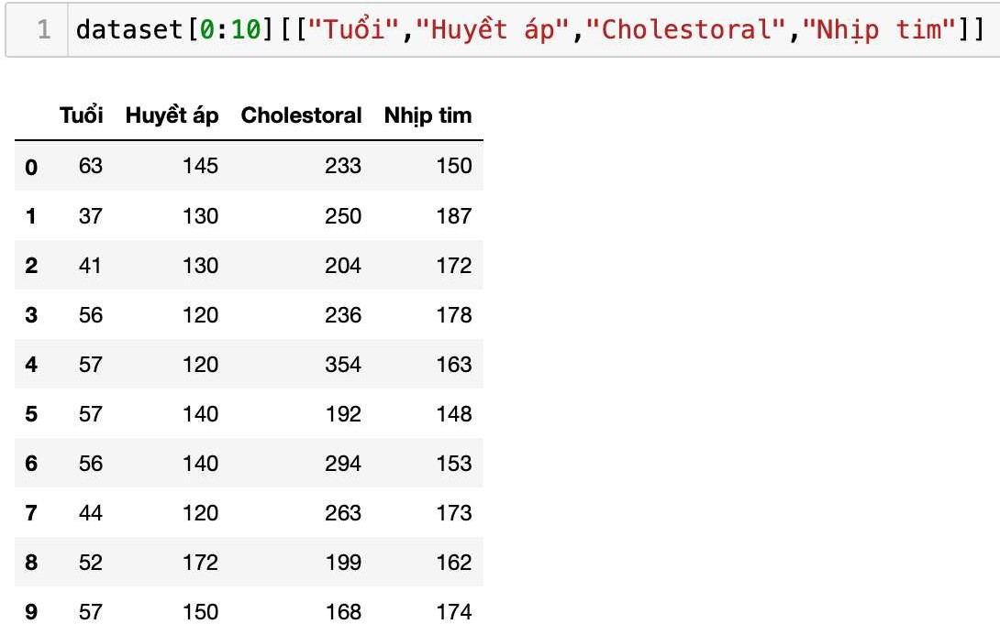 1 dataset[0:10][["Tuổi","Huyết áp","Cholestoral","Nhịp tim"]]
Tuổi Huyết áp Cholestoral Nhịp tim
0 63 145 233 150
1 37 130 250 187
2 41 130 204 172
3 56 120 236 178
4 57 120 354 163
5 57 140 192 148
6 56 140 294 153
7 44 120 263 173
8 52 172 199 162
9 57 150 168 174